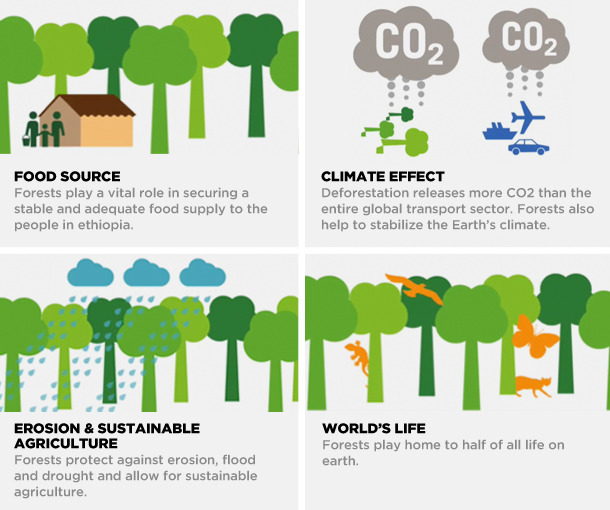 CO2
CO2
FOOD SOURCE
Forests play a vital role in securing a
stable and adequate food supply to the
people in ethiopia.
CLIMATE EFFECT
Deforestation releases more CO2 than the
entire global transport sector. Forests also
help to stabilize the Earth's climate.
EROSION & SUSTAINABLE
AGRICULTURE
Forests protect against erosion, flood
and drought and allow for sustainable
agriculture.
WORLD'S LIFE
Forests play home to half of all life on
earth.